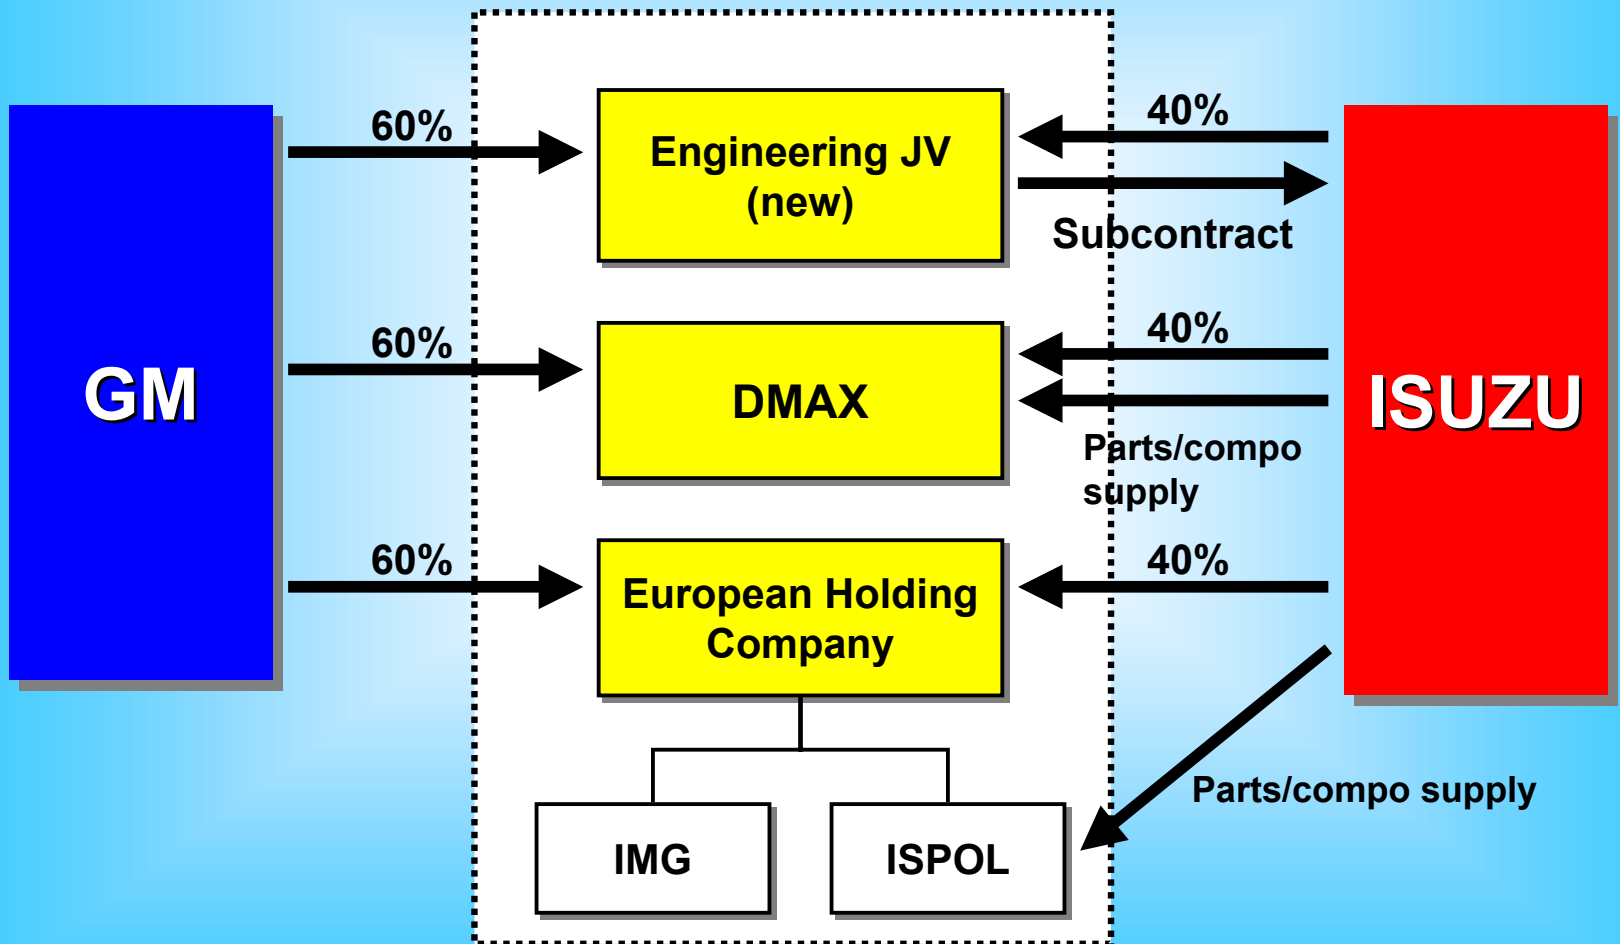 60%
40%
Engineering JV
(new)
Subcontract
GM
60%
40%
DMAX
ISUZU
Parts/compo
supply
60%
40%
European Holding
Company
Parts/compo supply
IMG
ISPOL